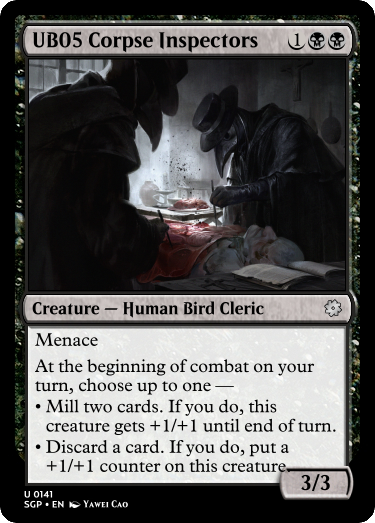 UB05 Corpse Inspectors 1
Creature — Human Bird Cleric
Menace
At the beginning of combat on your
turn, choose up to one —
• Mill two cards. If you do, this
creature gets +1/+1 until end of turn.
• Discard a card. If you do, put a
+1/+1 counter on this creature.
3/3
U 0141
SGP • EN Yawei Cao